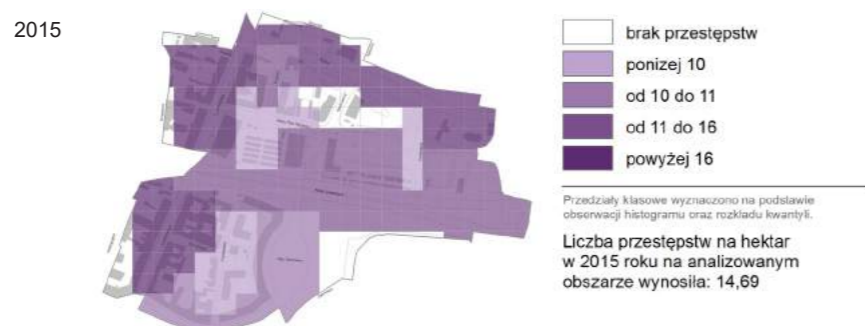 2015
brak przestępstw
ponizej 10
od 10 do 11
od 11 do 16
powyżej 16
Przedziały klasowe wyznaczono na podstawie
obserwacji histogramu oraz rozkładu kwantyli.
Liczba przestępstw na hektar
w 2015 roku na analizowanym
obszarze wynosiła: 14,69